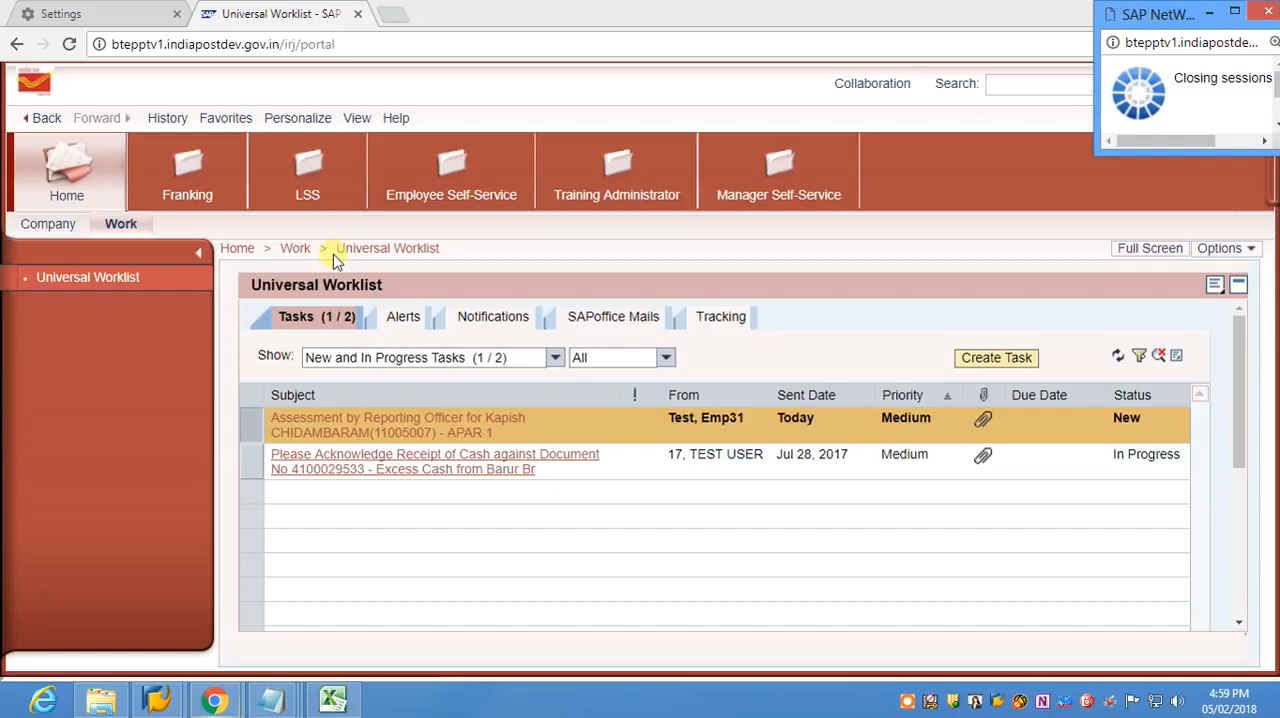 Settings
Universal Worklist - SAP
SAP NetW...
btepptv1.indiapostdev.gov.in/irj/portal
btepptv1.indiapostde...
Closing sessions
Collaboration
Search:
Back
Forward
History
Favorites
Personalize
View
Help
Home
Franking
LSS
Employee Self-Service
Training Administrator
Manager Self-Service
Company
Work
Universal Worklist
Home > Work > Universal Worklist
Full Screen
Options
Universal Worklist
Tasks (1 / 2)
Alerts
Notifications
SAPoffice Mails
Tracking
Show:
New and In Progress Tasks (1 / 2)
All
Create Task
Subject ! From Sent Date Priority Due Date Status
Assessment by Reporting Officer for Kapish
CHIDAMBARAM(11005007) - APAR 1
Test, Emp31 Today Medium New
Please Acknowledge Receipt of Cash against Document
No 4100029533 - Excess Cash from Barur Br
17, TEST USER Jul 28, 2017 Medium In Progress
4:59 PM
05/02/2018